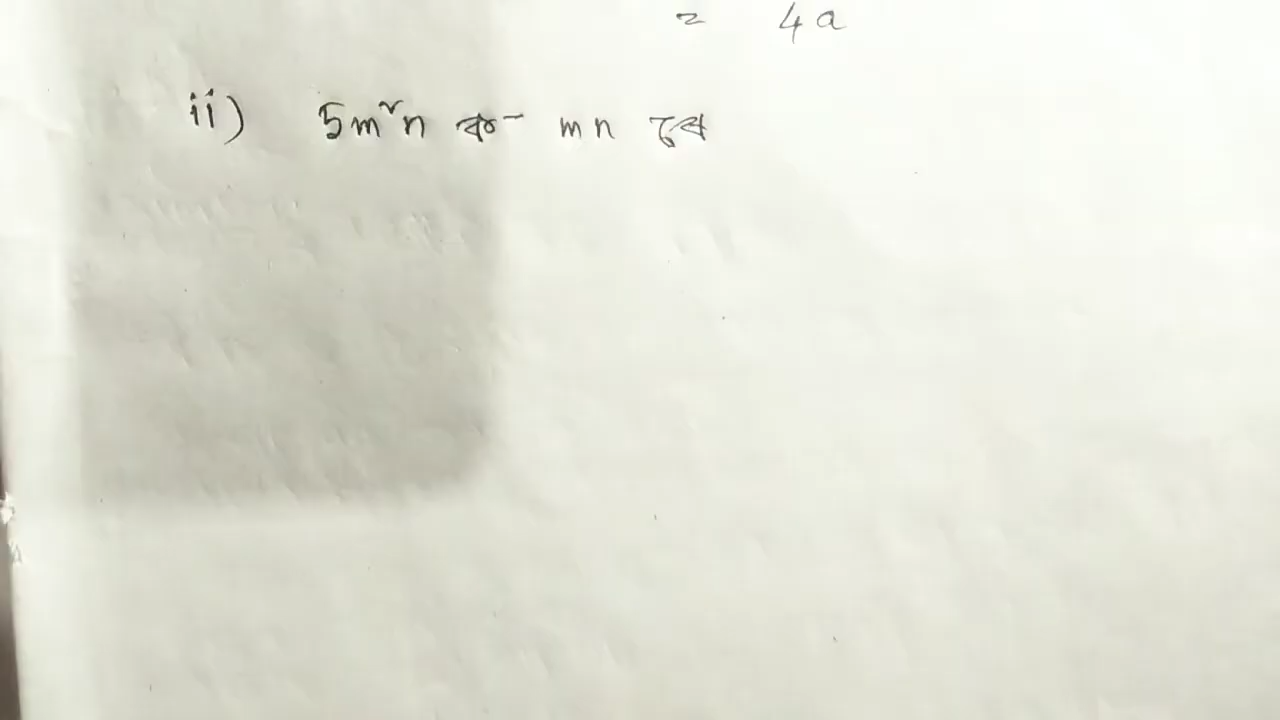 = 4a
ii) 5m²n mn